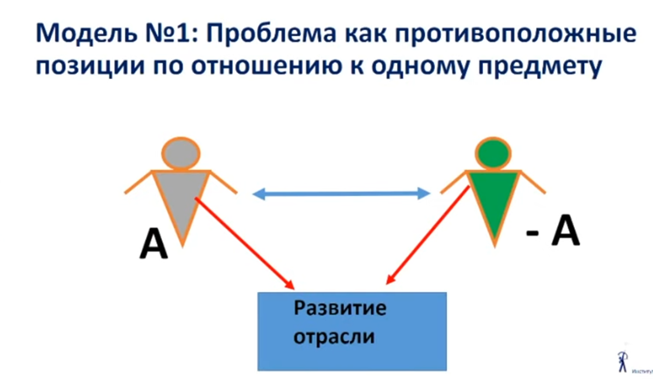 Модель №1: Проблема как противоположные
позиции по отношению к одному предмету
А
- А
Развитие
отрасли